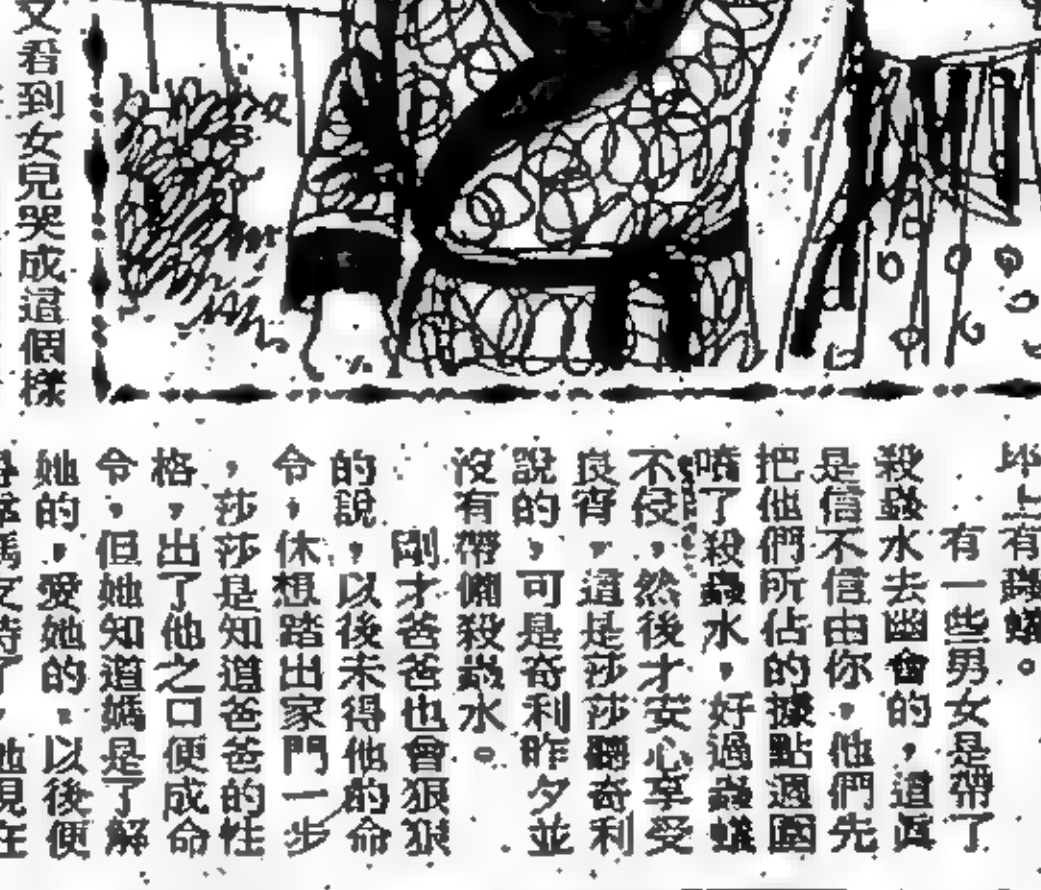 上有蟲蟻。
有一些男女是帶了
殺蟲水去幽會的，道真
是信不信由你，他們先
把他們所佔的據點週圍
噴了殺蟲水，好過蟲蟻
不侵，然後才安心享受
良宵，這是莎莎聽奇利
說的，可是奇利昨夕並
沒有帶備殺蟲水。
剛才爸爸也曾狠狠
的說，以後未得他的命
令，休想踏出家門一步
，莎莎是知道爸爸的性
格，出了他之口便成命
令，但她知道媽是了解
她的，愛她的，以後便
看到女兒哭成這個樣